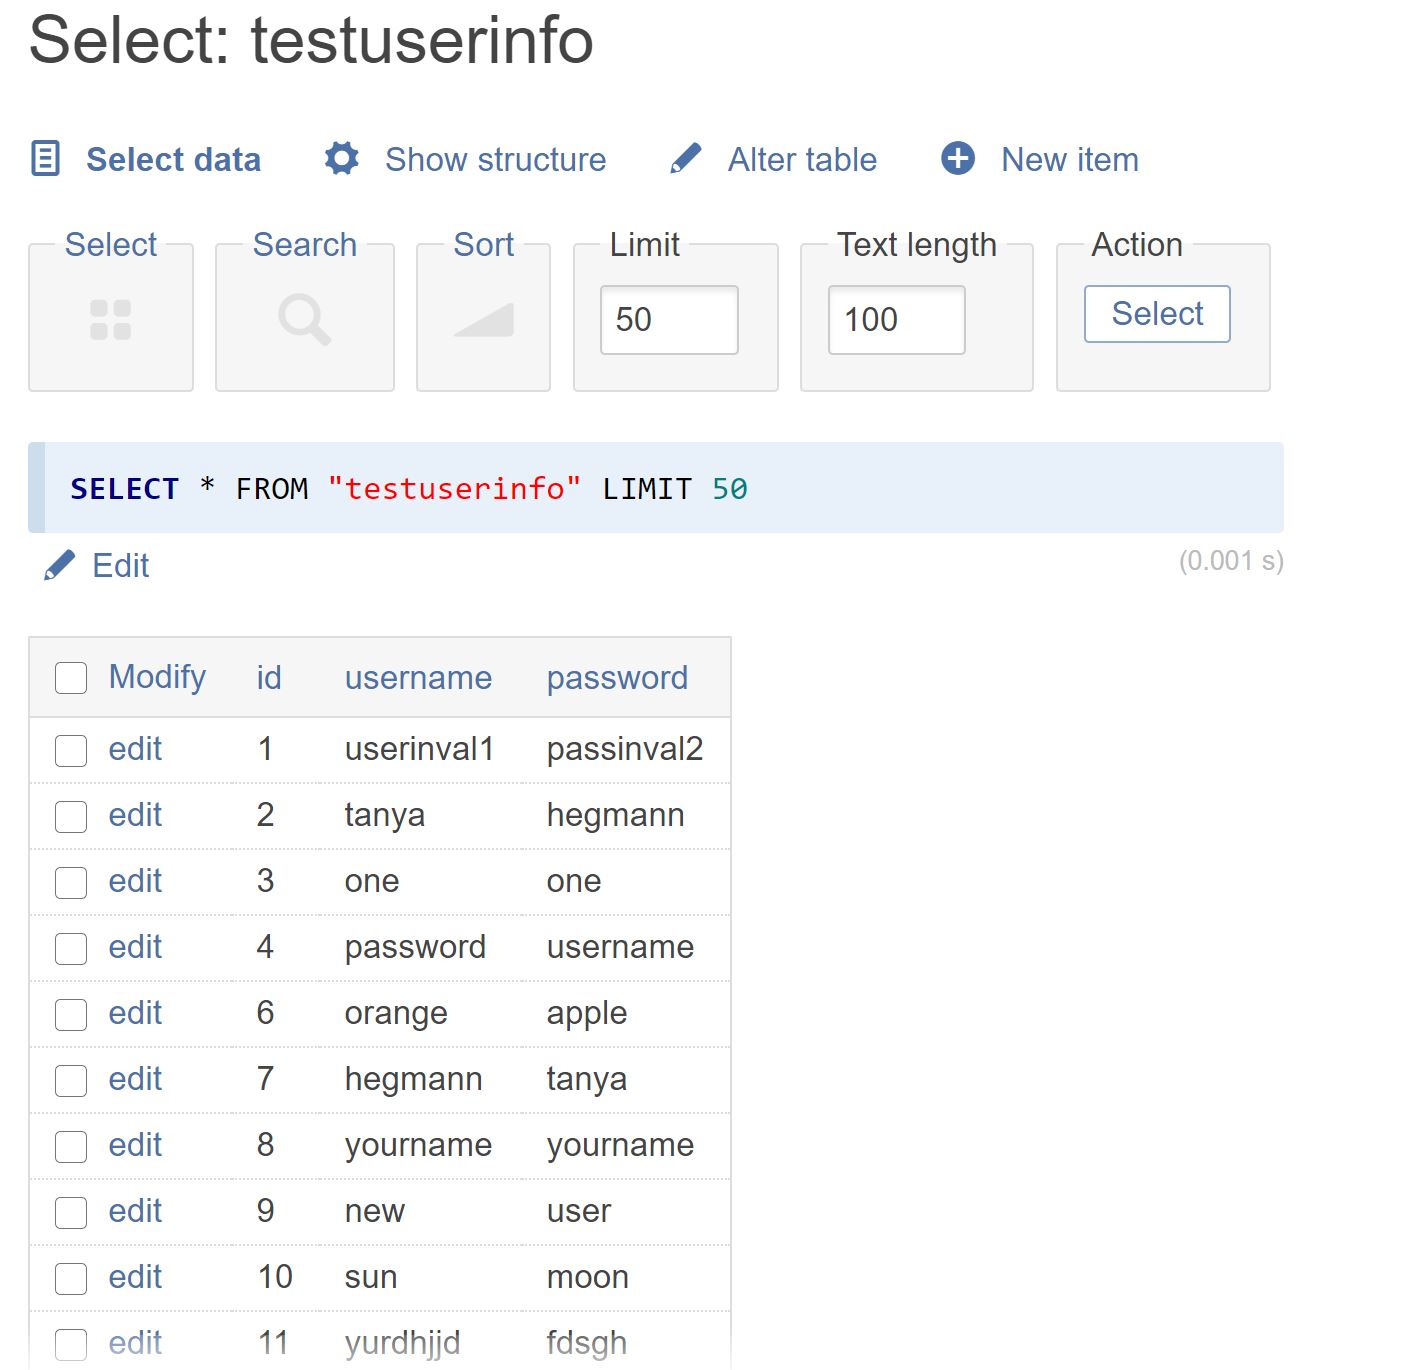 Select: testuserinfo
Select data Show structure Alter table New item
Select Search Sort Limit Text length Action
50 100 Select
SELECT * FROM "testuserinfo" LIMIT 50
Edit (0.001 s)
Modify id username password
edit 1 userinval1 passinval2
edit 2 tanya hegmann
edit 3 one one
edit 4 password username
edit 6 orange apple
edit 7 hegmann tanya
edit 8 yourname yourname
edit 9 new user
edit 10 sun moon
edit 11 yurdhjjd fdsgh